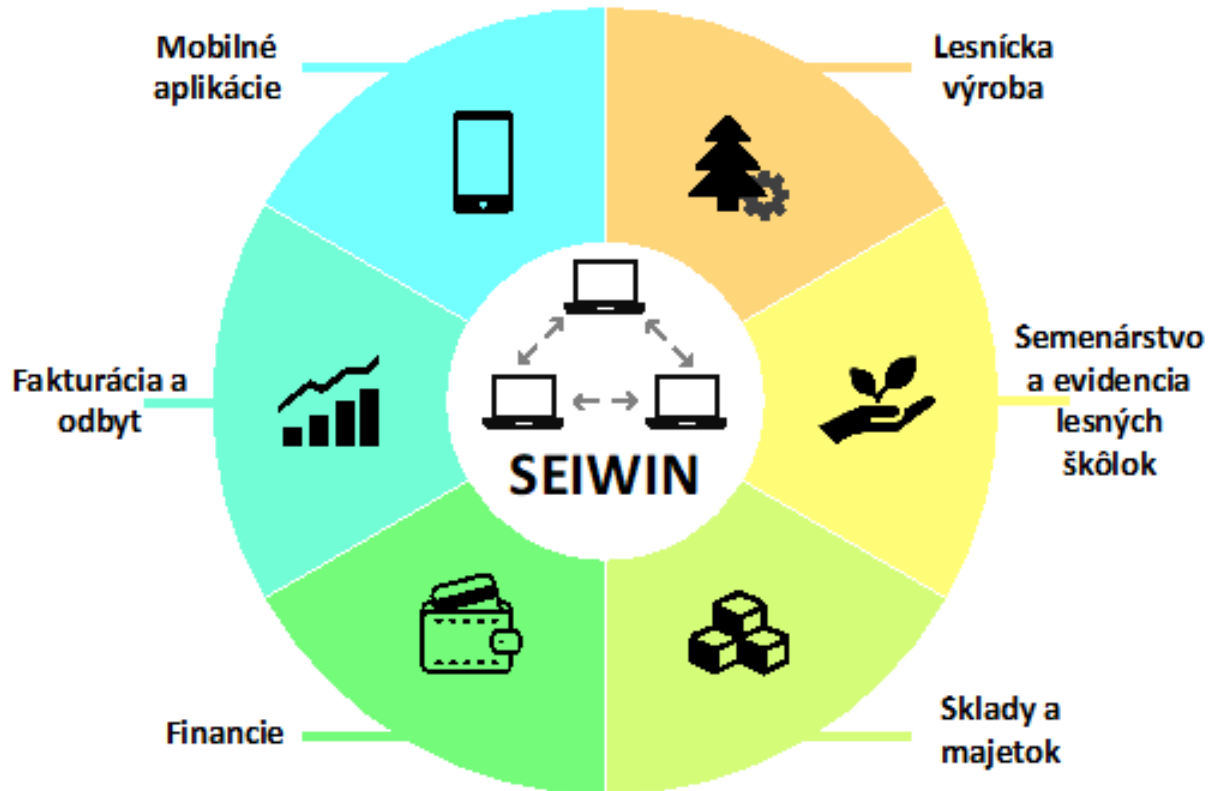 Mobilné
aplikácie
Lesnícka
výroba
Fakturácia a
odbyt
SEIWIN
Semenárstvo
a evidencia
lesných
škôlok
Financie
Sklady a
majetok